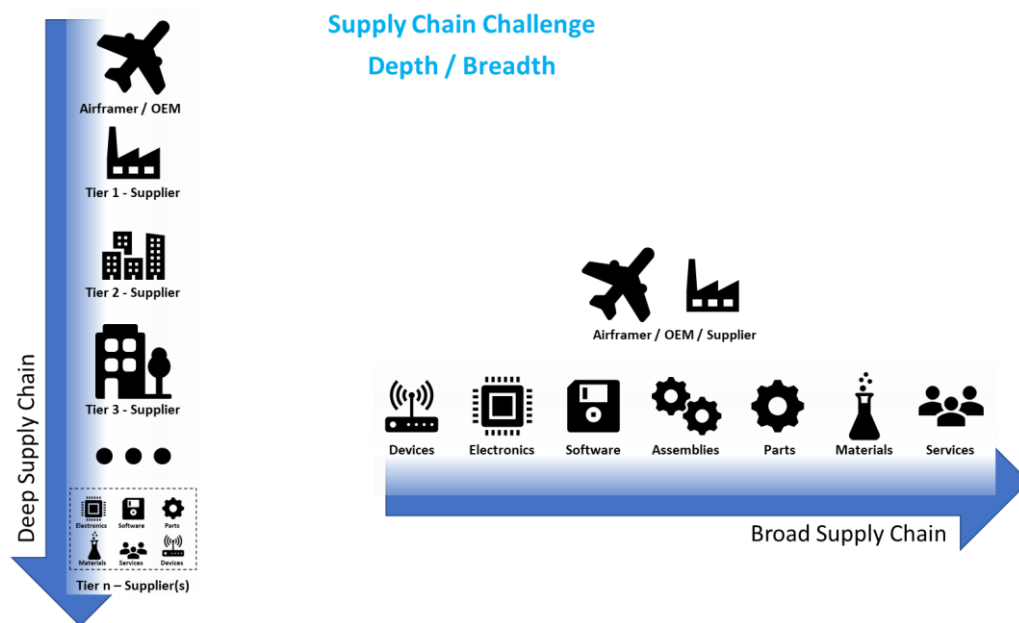 Supply Chain Challenge
Depth / Breadth
Airframer / OEM
Tier 1 - Supplier
Tier 2 - Supplier
Tier 3 - Supplier
Electronics Software Parts
Materials Services Devices
Tier n – Supplier(s)
Deep Supply Chain
Airframer / OEM / Supplier
Devices Electronics Software Assemblies Parts Materials Services
Broad Supply Chain